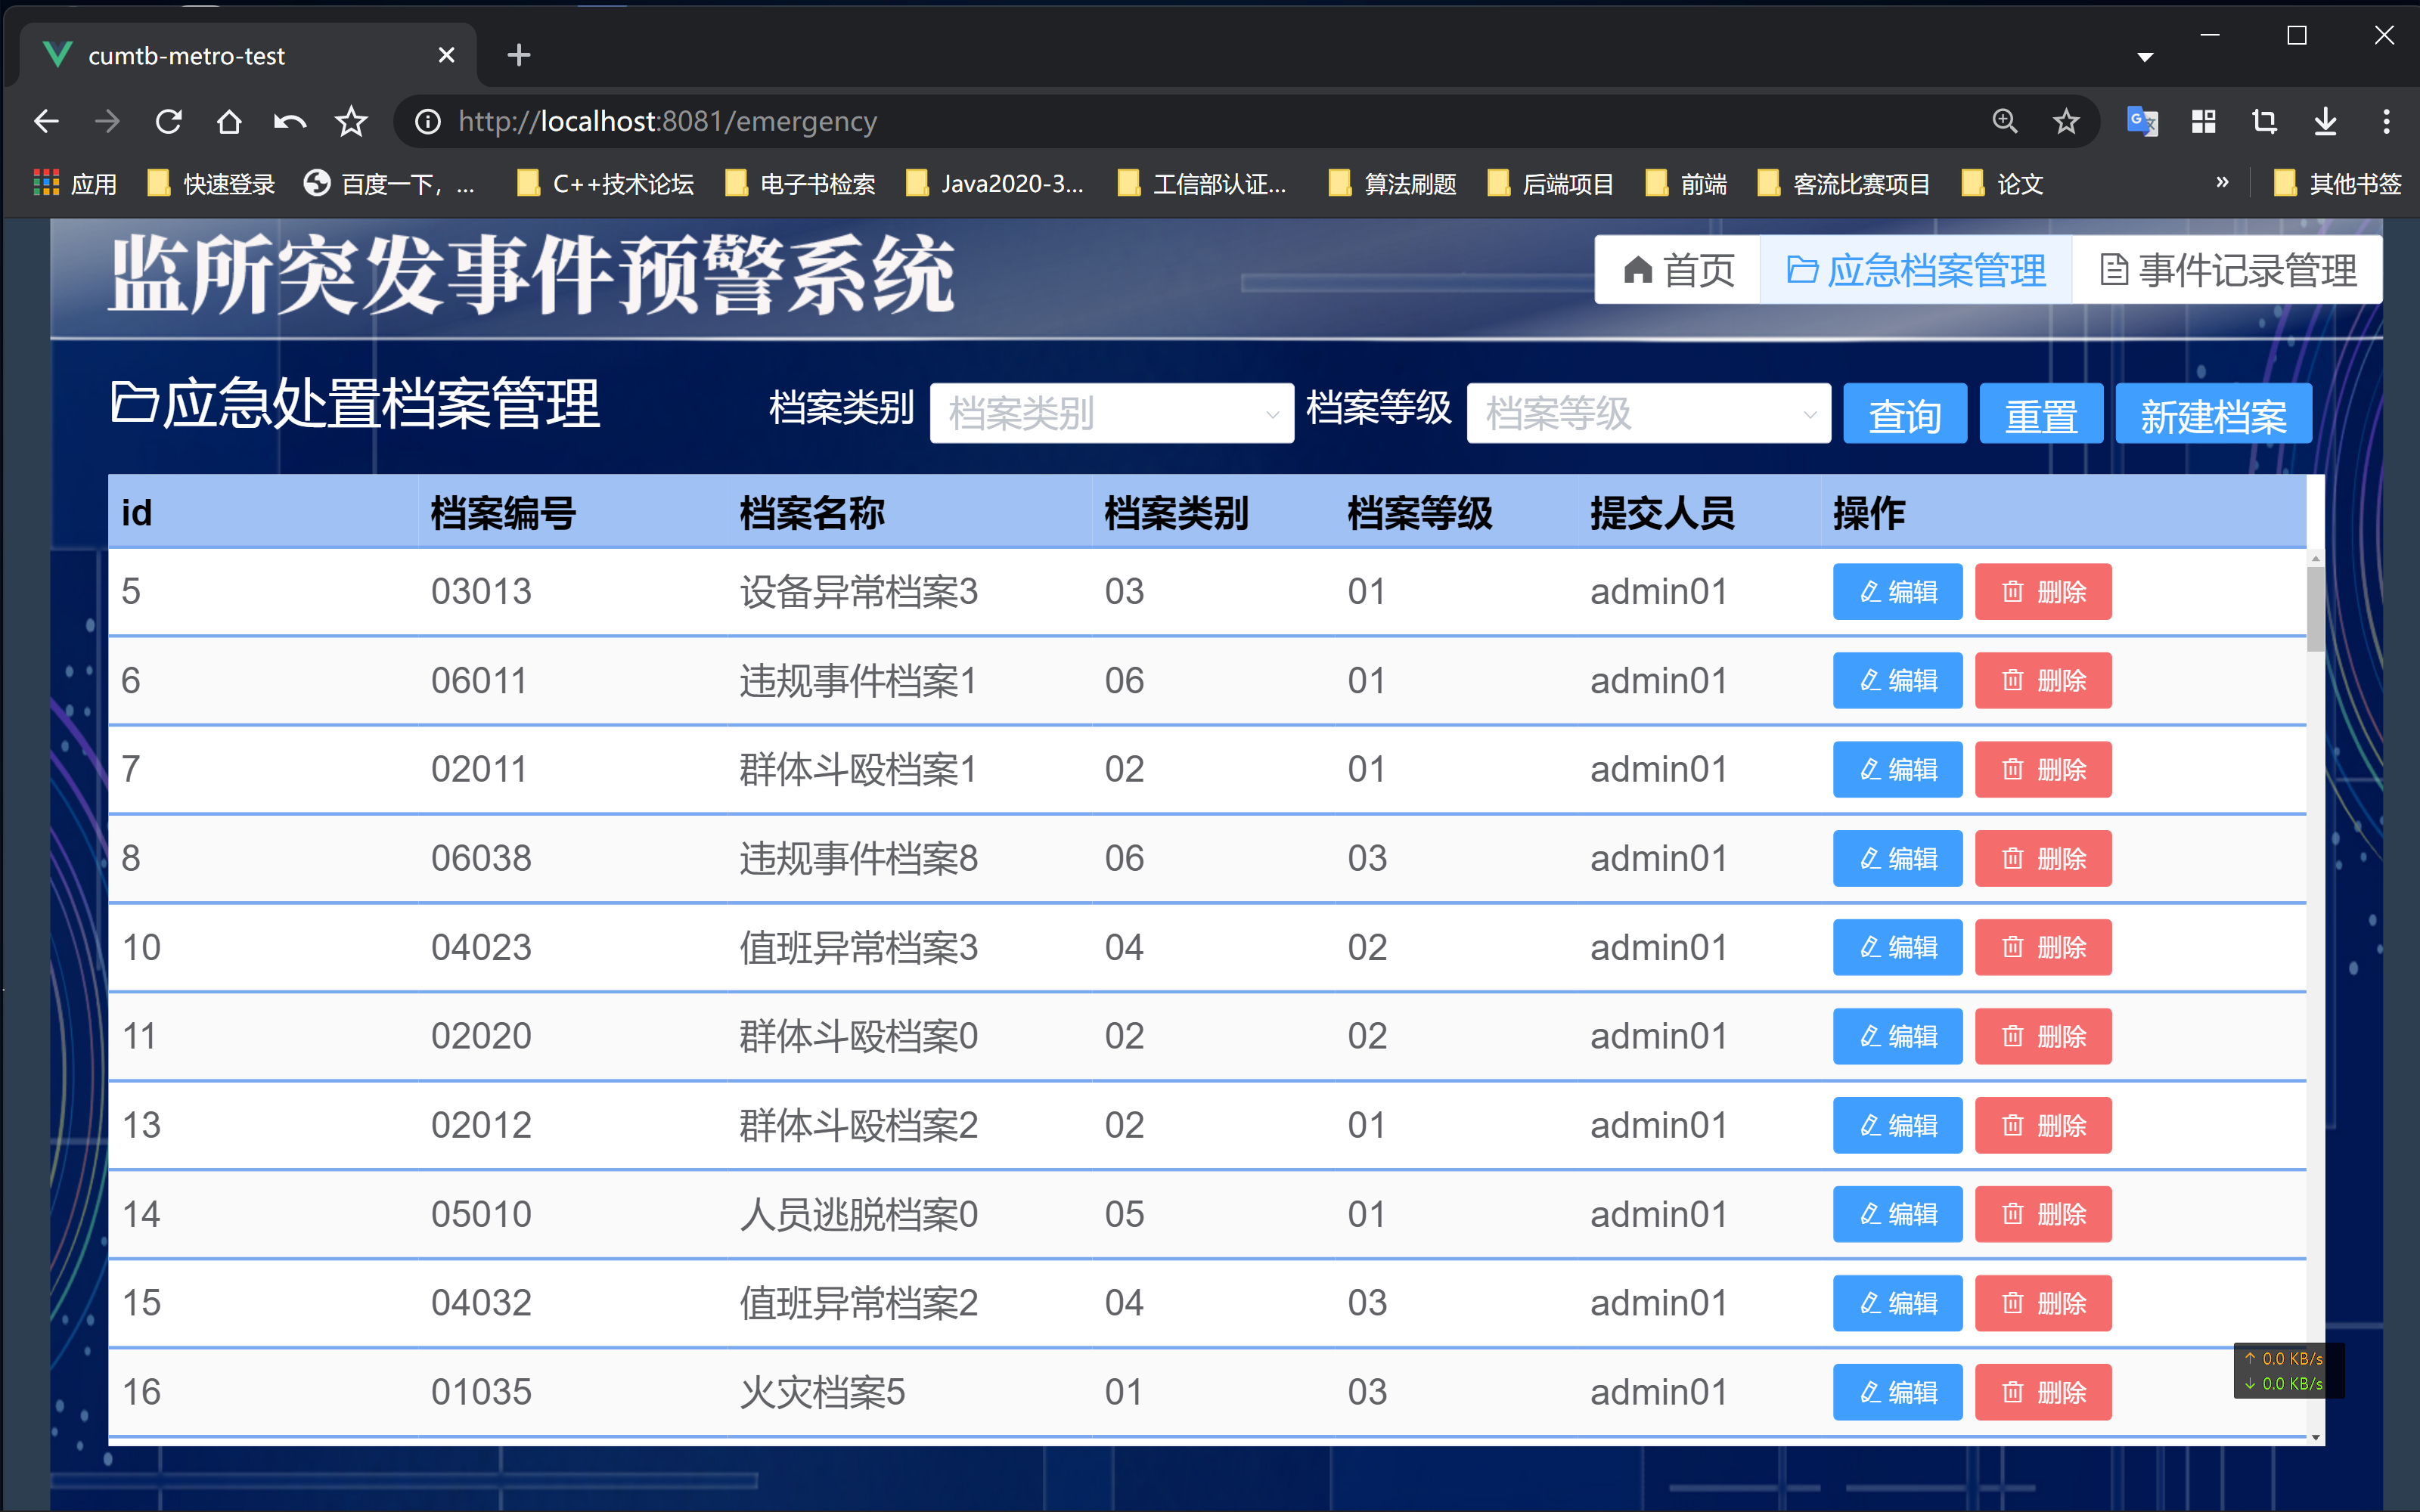 cumtb-metro-test
http://localhost:8081/emergency
应用 快速登录 百度一下，... C++技术论坛 电子书检索 Java2020-3... 工信部认证... 算法刷题 后端项目 前端 客流比赛项目 论文 » 其他书签
监所突发事件预警系统 首页 应急档案管理 事件记录管理
应急处置档案管理 档案类别 档案类别 档案等级 档案等级 查询 重置 新建档案
id 档案编号 档案名称 档案类别 档案等级 提交人员 操作
5 03013 设备异常档案3 03 01 admin01 编辑 删除
6 06011 违规事件档案1 06 01 admin01 编辑 删除
7 02011 群体斗殴档案1 02 01 admin01 编辑 删除
8 06038 违规事件档案8 06 03 admin01 编辑 删除
10 04023 值班异常档案3 04 02 admin01 编辑 删除
11 02020 群体斗殴档案0 02 02 admin01 编辑 删除
13 02012 群体斗殴档案2 02 01 admin01 编辑 删除
14 05010 人员逃脱档案0 05 01 admin01 编辑 删除
15 04032 值班异常档案2 04 03 admin01 编辑 删除
16 01035 火灾档案5 01 03 admin01 编辑 删除
↑ 0.0 KB/s
↓ 0.0 KB/s